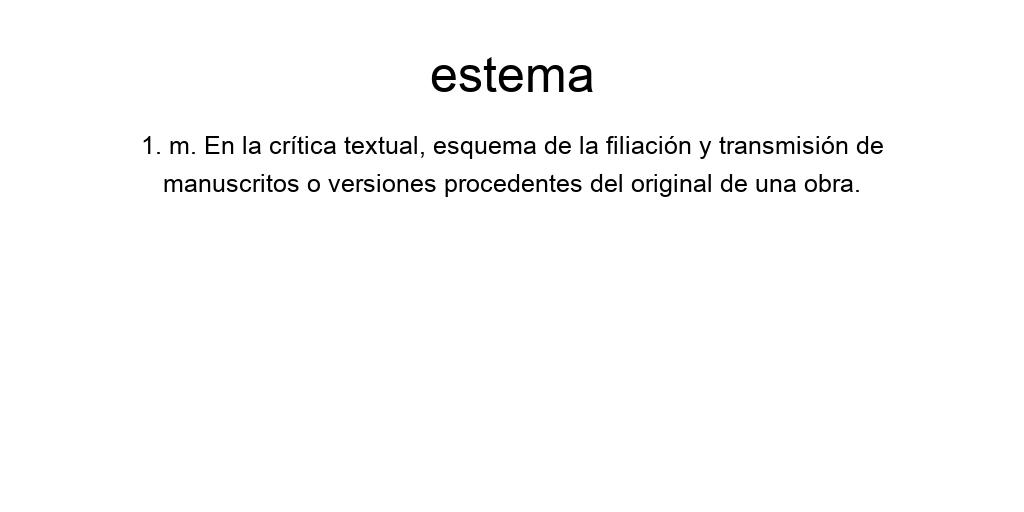 estema
1. m. En la crítica textual, esquema de la filiación y transmisión de
manuscritos o versiones procedentes del original de una obra.